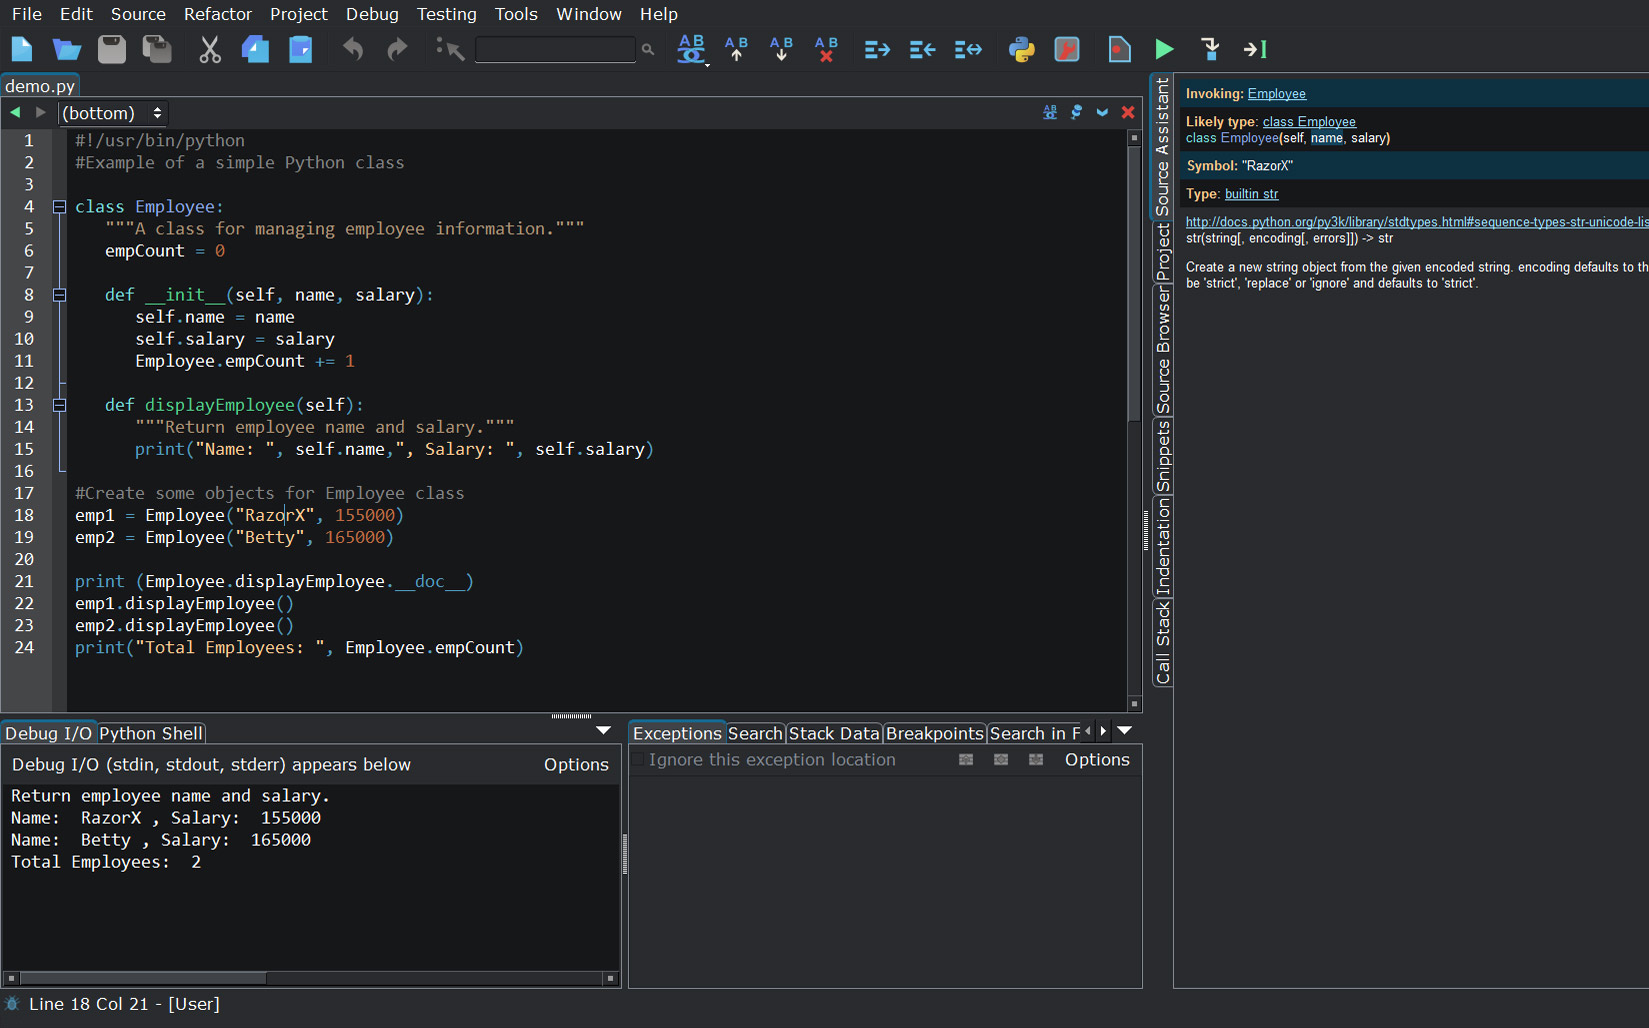 File Edit Source Refactor Project Debug Testing Tools Window Help
demo.py
(bottom)
1 #!/usr/bin/python
2 #Example of a simple Python class
3
4 class Employee:
5 """A class for managing employee information."""
6 empCount = 0
7
8 def __init__(self, name, salary):
9 self.name = name
10 self.salary = salary
11 Employee.empCount += 1
12
13 def displayEmployee(self):
14 """Return employee name and salary."""
15 print("Name: ", self.name,", Salary: ", self.salary)
16
17 #Create some objects for Employee class
18 emp1 = Employee("RazorX", 155000)
19 emp2 = Employee("Betty", 165000)
20
21 print (Employee.displayEmployee.__doc__)
22 emp1.displayEmployee()
23 emp2.displayEmployee()
24 print("Total Employees: ", Employee.empCount)
Source Assistant
Project
Source Browser
Snippets
Indentation
Call Stack
Invoking: Employee
Likely type: class Employee
class Employee(self, name, salary)
Symbol: "RazorX"
Type: builtin str
http://docs.python.org/py3k/library/stdtypes.html#sequence-types-str-unicode-lis
str(string[, encoding[, errors]]) -> str
Create a new string object from the given encoded string. encoding defaults to th
be 'strict', 'replace' or 'ignore' and defaults to 'strict'.
Debug I/O Python Shell
Debug I/O (stdin, stdout, stderr) appears below Options
Return employee name and salary.
Name:  RazorX , Salary:  155000
Name:  Betty , Salary:  165000
Total Employees:  2
Exceptions Search Stack Data Breakpoints Search in F
Ignore this exception location Options
Line 18 Col 21 - [User]